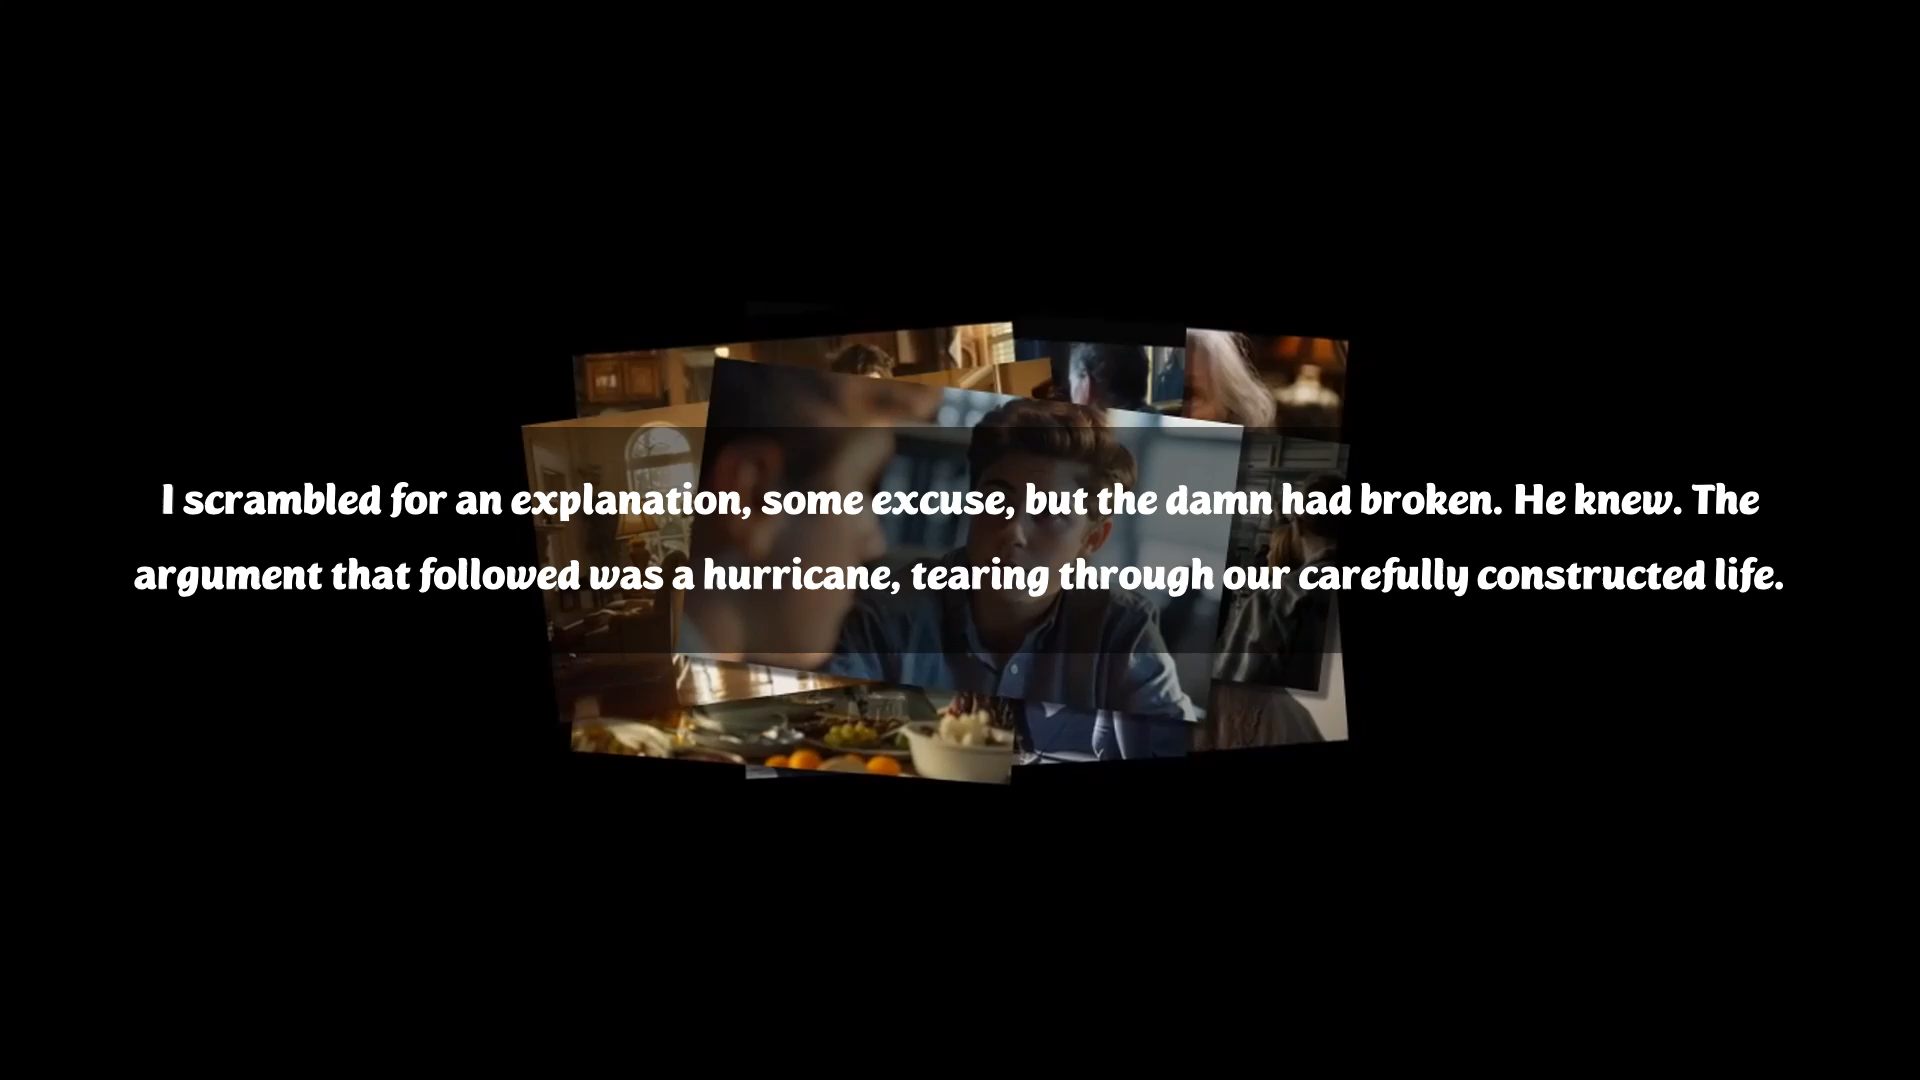 I scrambled for an explanation, some excuse, but the damn had broken. He knew. The
argument that followed was a hurricane, tearing through our carefully constructed life.